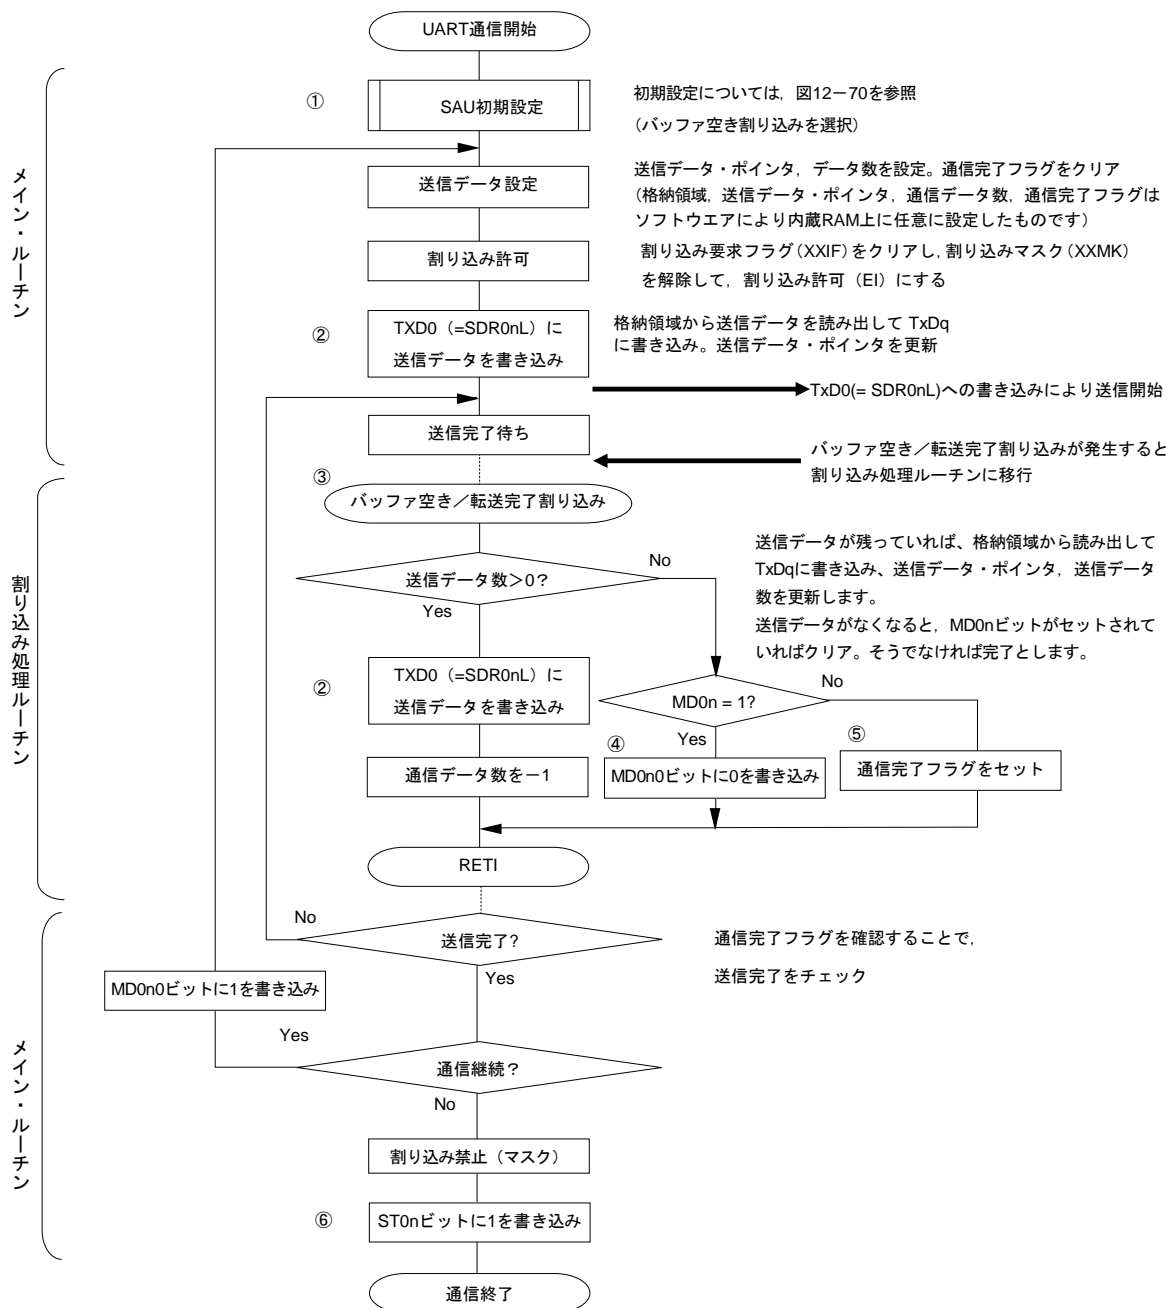 UART通信開始
メイン・ルーチン
①
SAU初期設定
初期設定については，図12－70を参照
（バッファ空き割り込みを選択）
送信データ設定
送信データ・ポインタ，データ数を設定。通信完了フラグをクリア
（格納領域，送信データ・ポインタ，通信データ数，通信完了フラグは
ソフトウエアにより内蔵RAM上に任意に設定したものです）
割り込み許可
割り込み要求フラグ（XXIF）をクリアし，割り込みマスク（XXMK）
を解除して，割り込み許可（EI）にする
②
TXD0（=SDR0nL）に
送信データを書き込み
格納領域から送信データを読み出して TxDq
に書き込み。送信データ・ポインタを更新
TxD0(= SDR0nL)への書き込みにより送信開始
送信完了待ち
バッファ空き／転送完了割り込みが発生すると
割り込み処理ルーチンに移行
割り込み処理ルーチン
③
バッファ空き／転送完了割り込み
送信データ数＞0？
No
Yes
送信データが残っていれば、格納領域から読み出して
TxDqに書き込み、送信データ・ポインタ，送信データ
数を更新します。
送信データがなくなると，MD0nビットがセットされて
いればクリア。そうでなければ完了とします。
②
TXD0（=SDR0nL）に
送信データを書き込み
MD0n = 1?
No
Yes
④
MD0n0ビットに0を書き込み
⑤
通信完了フラグをセット
通信データ数を－1
RETI
メイン・ルーチン
No
送信完了?
Yes
通信完了フラグを確認することで，
送信完了をチェック
MD0n0ビットに1を書き込み
Yes
通信継続？
No
割り込み禁止（マスク）
⑥
ST0nビットに1を書き込み
通信終了